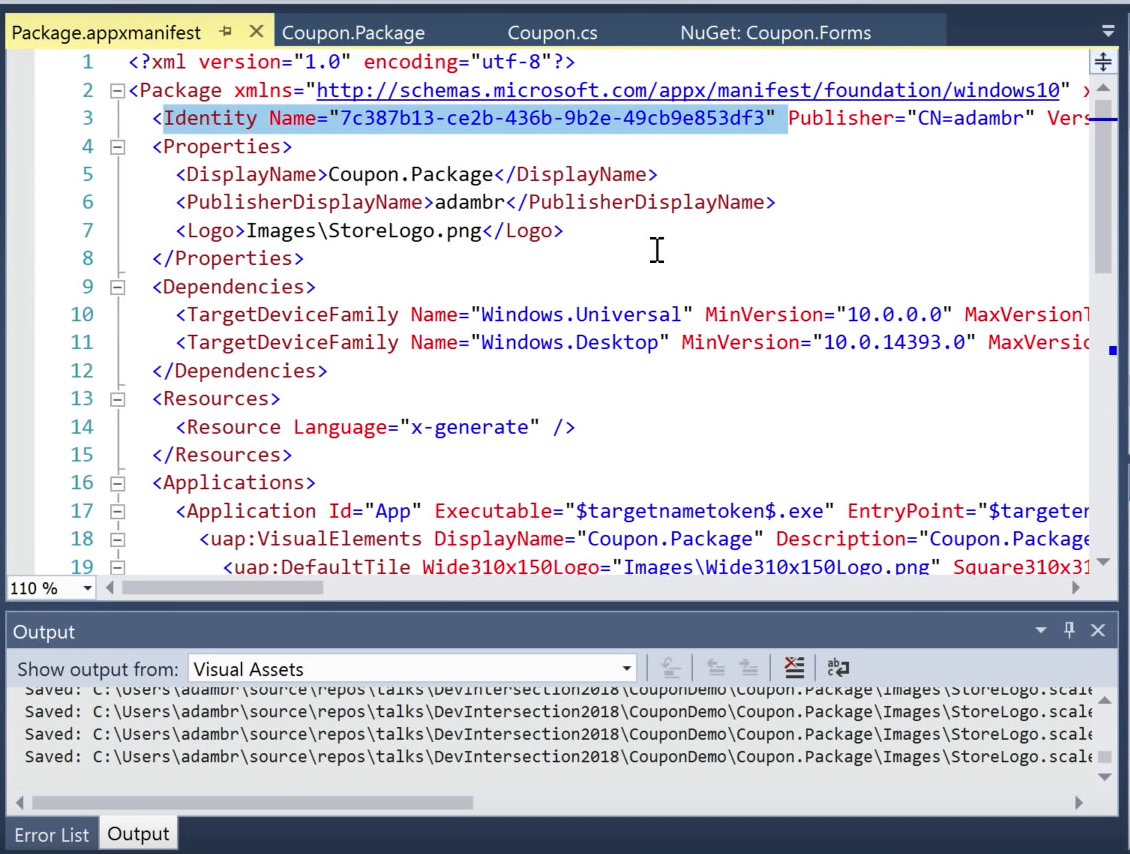 Package.appxmanifest Coupon.Package Coupon.cs NuGet: Coupon.Forms
1 <?xml version="1.0" encoding="utf-8"?>
2 <Package xmlns="http://schemas.microsoft.com/appx/manifest/foundation/windows10" x
3 <Identity Name="7c387b13-ce2b-436b-9b2e-49cb9e853df3" Publisher="CN=adambr" Vers
4 <Properties>
5 <DisplayName>Coupon.Package</DisplayName>
6 <PublisherDisplayName>adambr</PublisherDisplayName>
7 <Logo>Images\StoreLogo.png</Logo>
8 </Properties>
9 <Dependencies>
10 <TargetDeviceFamily Name="Windows.Universal" MinVersion="10.0.0.0" MaxVersionT
11 <TargetDeviceFamily Name="Windows.Desktop" MinVersion="10.0.14393.0" MaxVersio
12 </Dependencies>
13 <Resources>
14 <Resource Language="x-generate" />
15 </Resources>
16 <Applications>
17 <Application Id="App" Executable="$targetnametoken$.exe" EntryPoint="$targeten
18 <uap:VisualElements DisplayName="Coupon.Package" Description="Coupon.Package
19 <uap:DefaultTile Wide310x150Logo="Images\Wide310x150Logo.png" Square310x31
110 %
Output
Show output from: Visual Assets
Saved: C:\Users\adambr\source\repos\talks\DevIntersection2018\CouponDemo\Coupon.Package\Images\StoreLogo.scale
Saved: C:\Users\adambr\source\repos\talks\DevIntersection2018\CouponDemo\Coupon.Package\Images\StoreLogo.scale
Saved: C:\Users\adambr\source\repos\talks\DevIntersection2018\CouponDemo\Coupon.Package\Images\StoreLogo.scale
Saved: C:\Users\adambr\source\repos\talks\DevIntersection2018\CouponDemo\Coupon.Package\Images\StoreLogo.scale
Error List Output